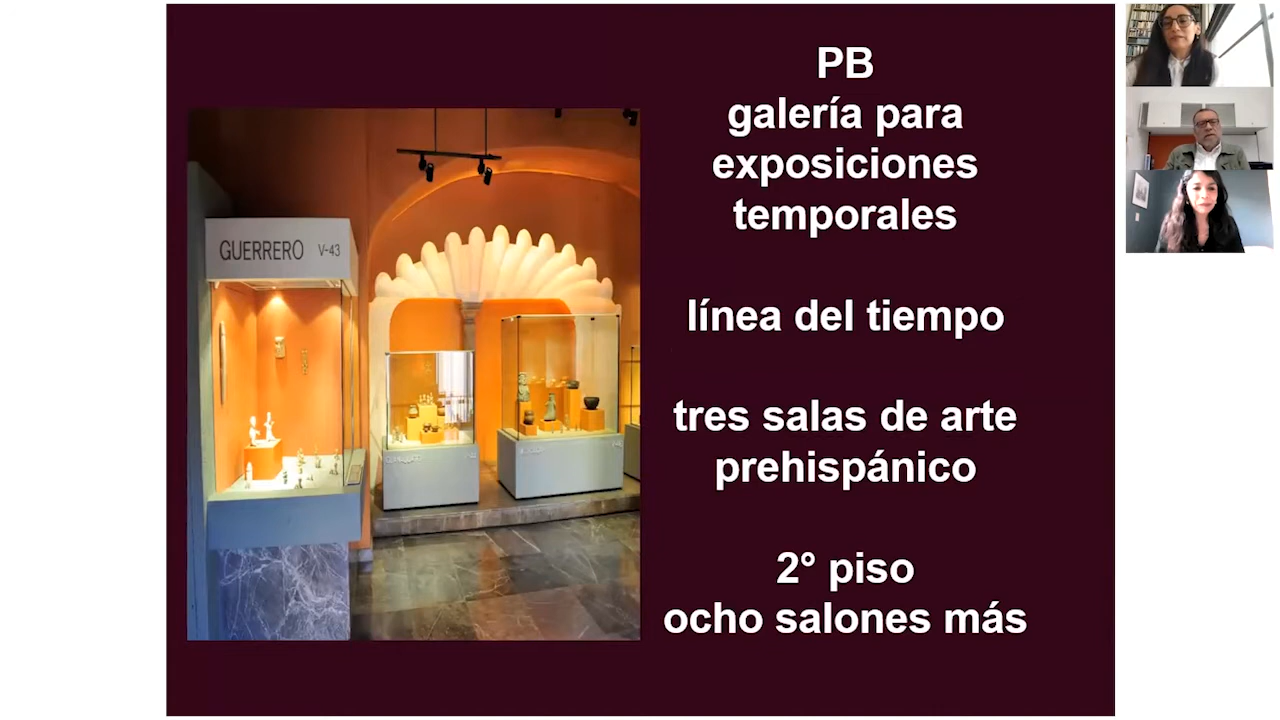 GUERRERO V-43
PB
galería para
exposiciones
temporales
línea del tiempo
tres salas de arte
prehispánico
2° piso
ocho salones más